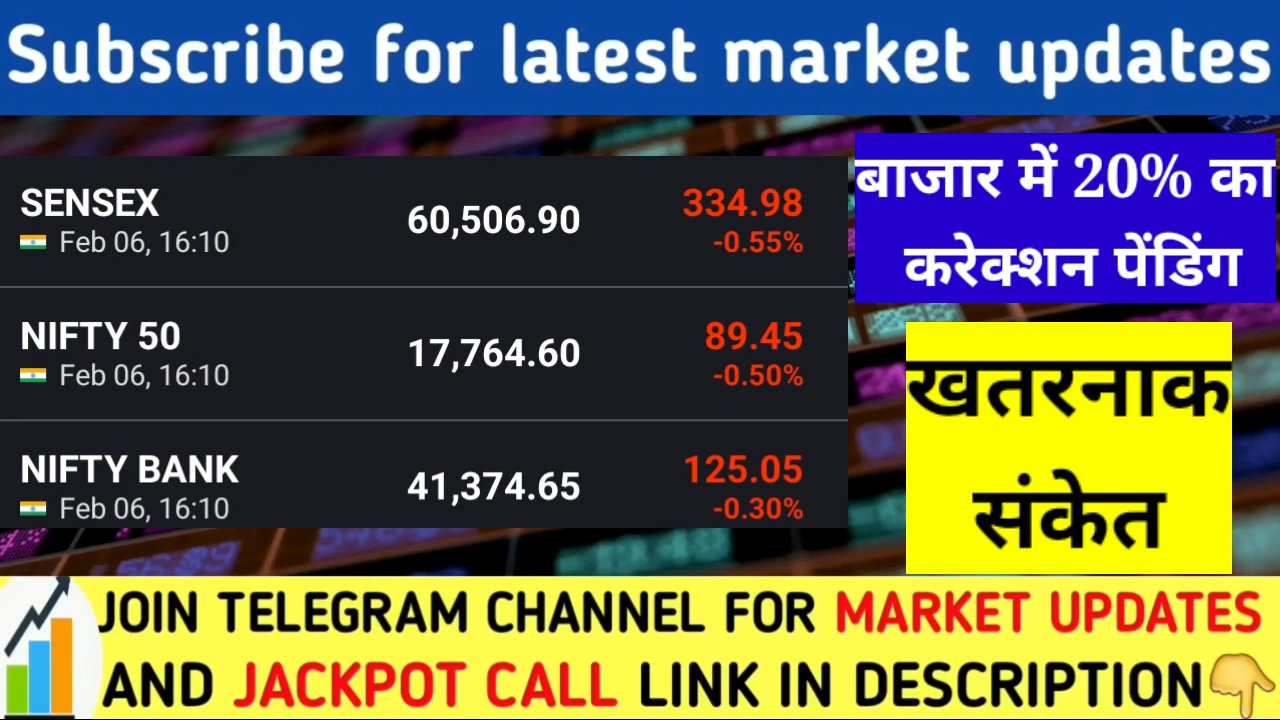 Subscribe for latest market updates
SENSEX
60,506.90
334.98
Feb 06, 16:10
-0.55%
NIFTY 50
17,764.60
89.45
Feb 06, 16:10
-0.50%
NIFTY BANK
41,374.65
125.05
Feb 06, 16:10
-0.30%
बाजार में 20% का
करेक्शन पेंडिंग
खतरनाक
संकेत
JOIN TELEGRAM CHANNEL FOR MARKET UPDATES
AND JACKPOT CALL LINK IN DESCRIPTION👇